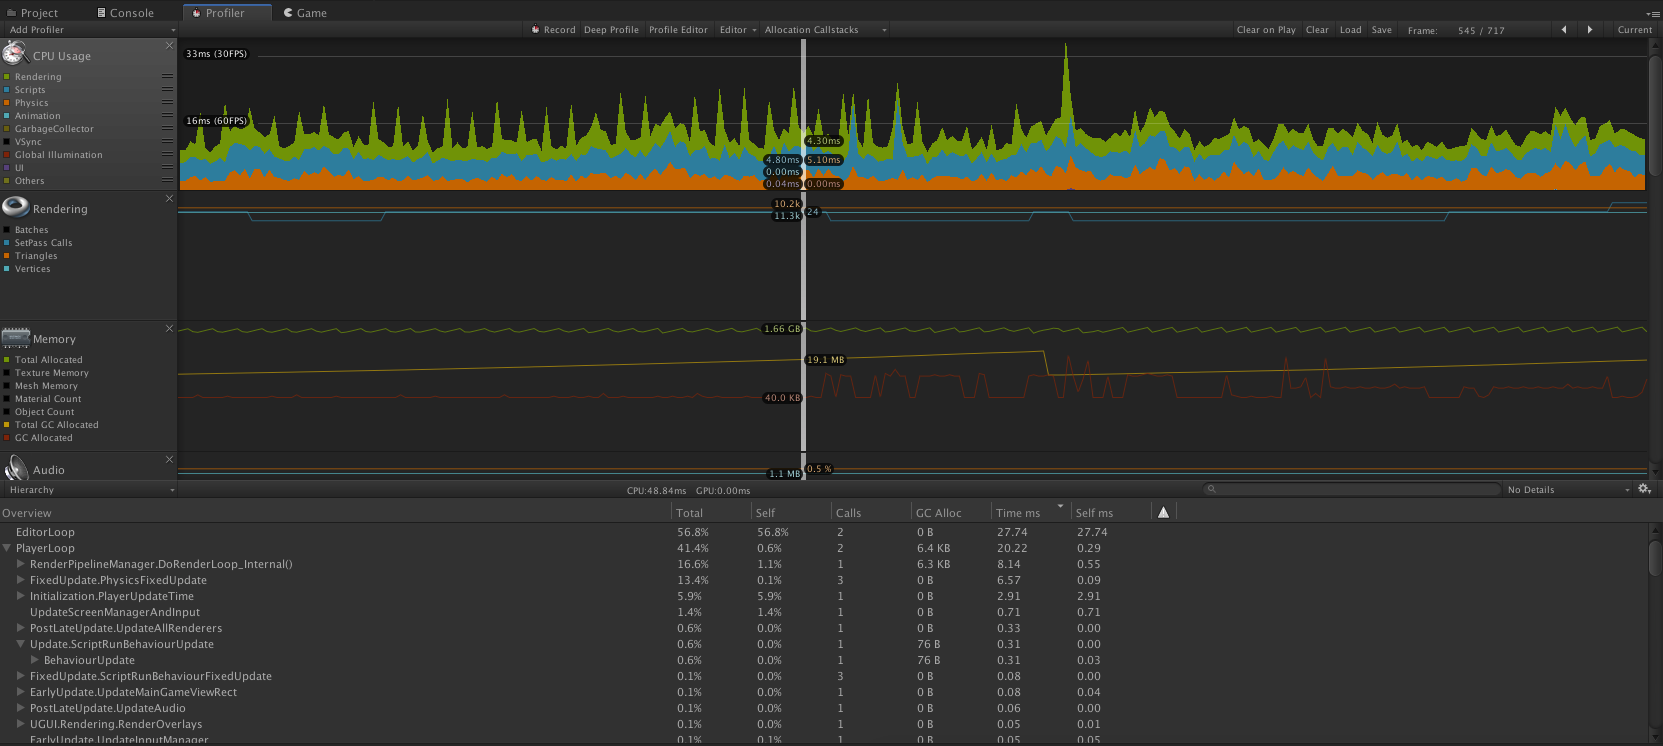 Project Console Profiler Game
Add Profiler Record Deep Profile Profile Editor Editor Allocation Callstacks Clear on Play Clear Load Save Frame: 545 / 717 Current
CPU Usage
Rendering
Scripts
Physics
Animation
GarbageCollector
VSync
Global Illumination
UI
Others
33ms (30FPS)
16ms (60FPS)
4.30ms
4.80ms 5.10ms
0.00ms
0.04ms 0.00ms
Rendering
Batches
SetPass Calls
Triangles
Vertices
10.2k
11.3k 24
Memory
Total Allocated
Texture Memory
Mesh Memory
Material Count
Object Count
Total GC Allocated
GC Allocated
1.66 GB
19.1 MB
40.0 KB
Audio
0.5 %
1.1 MB
Hierarchy CPU:48.84ms GPU:0.00ms No Details
Overview Total Self Calls GC Alloc Time ms Self ms
EditorLoop 56.8% 56.8% 2 0 B 27.74 27.74
PlayerLoop 41.4% 0.6% 2 6.4 KB 20.22 0.29
RenderPipelineManager.DoRenderLoop_Internal() 16.6% 1.1% 1 6.3 KB 8.14 0.55
FixedUpdate.PhysicsFixedUpdate 13.4% 0.1% 3 0 B 6.57 0.09
Initialization.PlayerUpdateTime 5.9% 5.9% 1 0 B 2.91 2.91
UpdateScreenManagerAndInput 1.4% 1.4% 1 0 B 0.71 0.71
PostLateUpdate.UpdateAllRenderers 0.6% 0.0% 1 0 B 0.33 0.00
Update.ScriptRunBehaviourUpdate 0.6% 0.0% 1 76 B 0.31 0.00
BehaviourUpdate 0.6% 0.0% 1 76 B 0.31 0.03
FixedUpdate.ScriptRunBehaviourFixedUpdate 0.1% 0.0% 3 0 B 0.08 0.00
EarlyUpdate.UpdateMainGameViewRect 0.1% 0.0% 1 0 B 0.08 0.04
PostLateUpdate.UpdateAudio 0.1% 0.0% 1 0 B 0.06 0.00
UGUI.Rendering.RenderOverlays 0.1% 0.0% 1 0 B 0.05 0.01
EarlyUpdate.UpdateInputManager 0.1% 0.1% 1 0 B 0.05 0.05